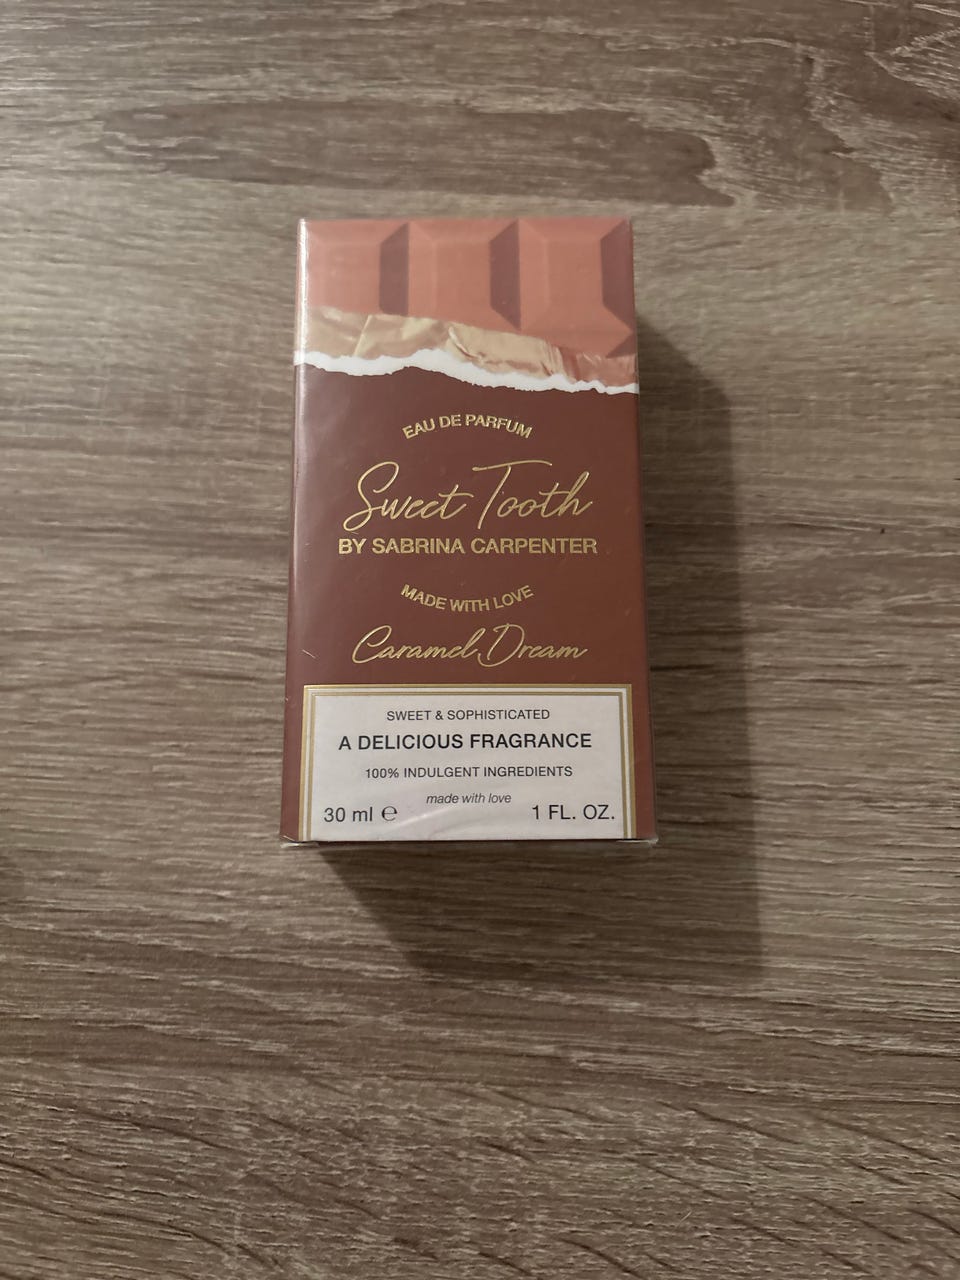 EAU DE PARFUM
Sweet Tooth
BY SABRINA CARPENTER
MADE WITH LOVE
Caramel Dream
SWEET & SOPHISTICATED
A DELICIOUS FRAGRANCE
100% INDULGENT INGREDIENTS
made with love
30 ml ℮ 1 FL. OZ.